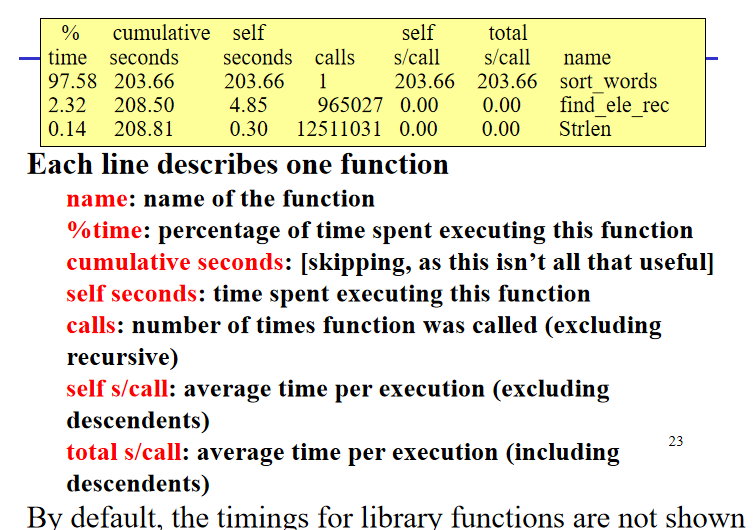 % cumulative self self total
time seconds seconds calls s/call s/call name
97.58 203.66 203.66 1 203.66 203.66 sort_words
2.32 208.50 4.85 965027 0.00 0.00 find_ele_rec
0.14 208.81 0.30 12511031 0.00 0.00 Strlen
Each line describes one function
name: name of the function
%time: percentage of time spent executing this function
cumulative seconds: [skipping, as this isn’t all that useful]
self seconds: time spent executing this function
calls: number of times function was called (excluding
recursive)
self s/call: average time per execution (excluding
descendents)
total s/call: average time per execution (including
descendents)
23
By default, the timings for library functions are not shown